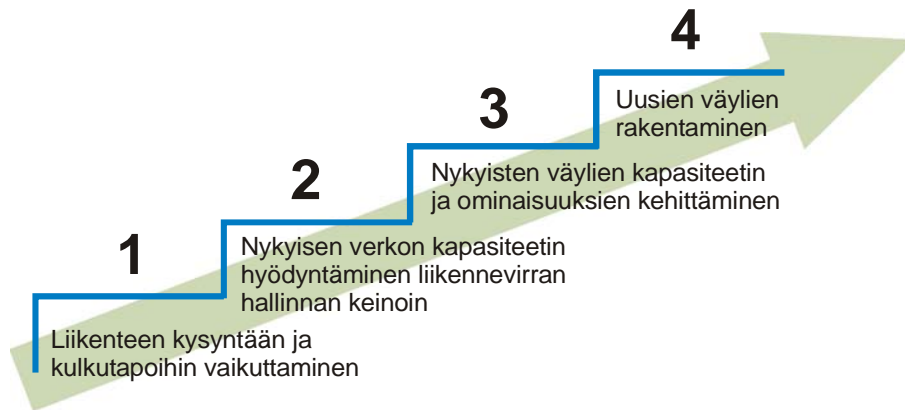 1
Liikenteen kysyntään ja
kulkutapoihin vaikuttaminen
2
Nykyisen verkon kapasiteetin
hyödyntäminen liikennevirran
hallinnan keinoin
3
Nykyisten väylien kapasiteetin
ja ominaisuuksien kehittäminen
4
Uusien väylien
rakentaminen